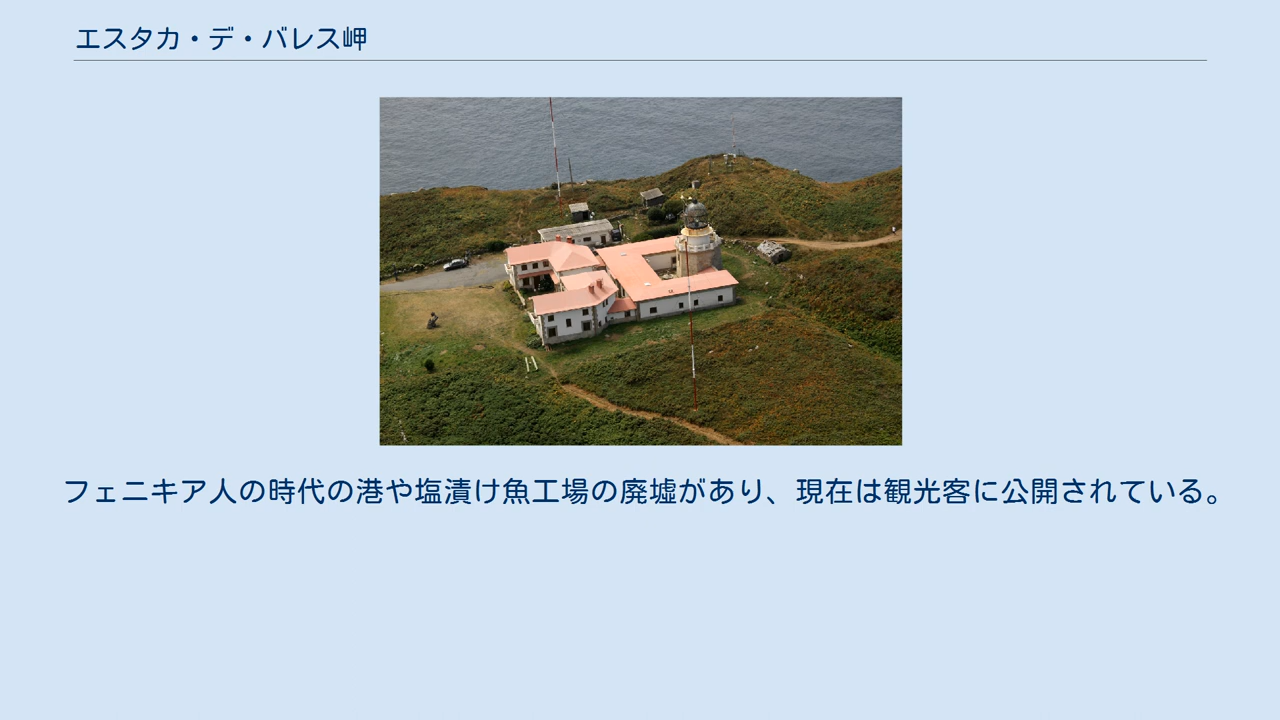 エスタカ・デ・バレス岬
フェニキア人の時代の港や塩漬け魚工場の廃墟があり、現在は観光客に公開されている。